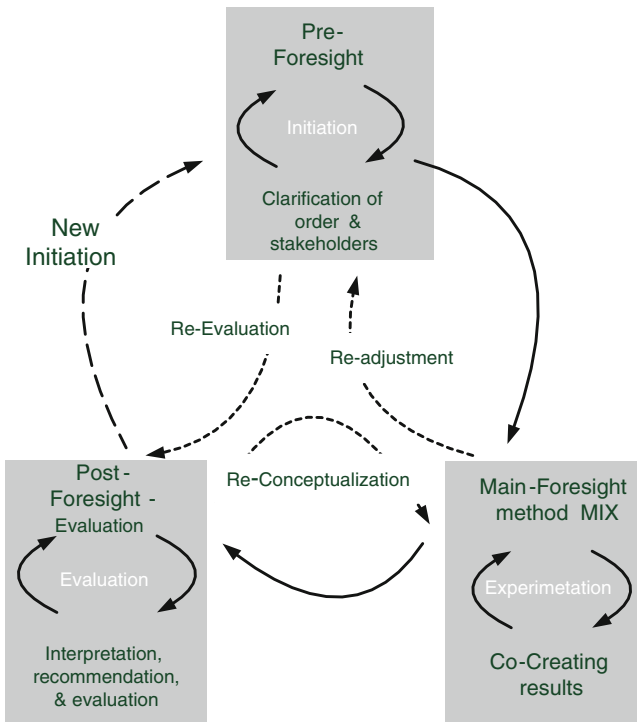 Pre-
Foresight
Initiation
Clarification of
order &
stakeholders
New
Initiation
Re-Evaluation
Re-adjustment
Re-Conceptualization
Post-
Foresight -
Evaluation
Evaluation
Interpretation,
recommendation,
& evaluation
Main-Foresight
method MIX
Experimetation
Co-Creating
results